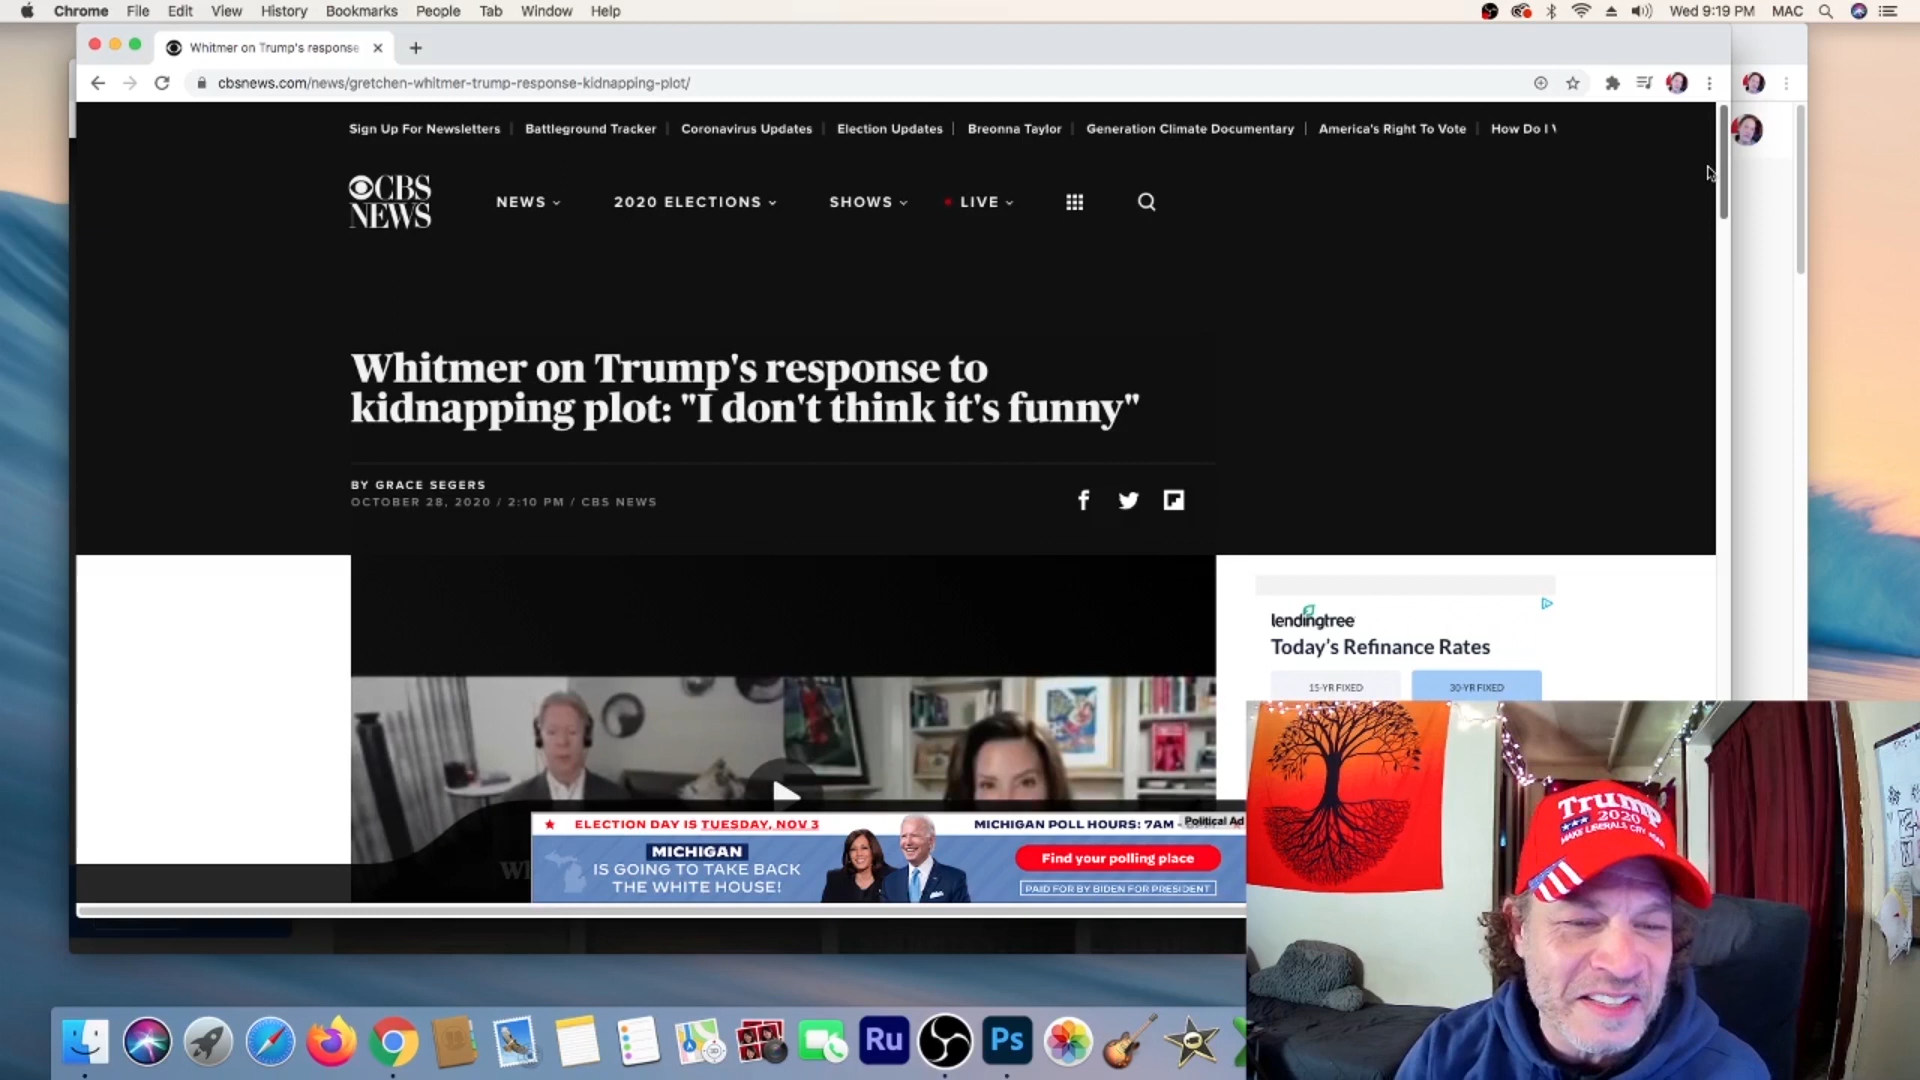 Chrome File Edit View History Bookmarks People Tab Window Help
Wed 9:19 PM MAC
Whitmer on Trump's response
cbsnews.com/news/gretchen-whitmer-trump-response-kidnapping-plot/
Sign Up For Newsletters
Battleground Tracker
Coronavirus Updates
Election Updates
Breonna Taylor
Generation Climate Documentary
America's Right To Vote
How Do I
CBS
NEWS
NEWS
2020 ELECTIONS
SHOWS
LIVE
Whitmer on Trump's response to
kidnapping plot: "I don't think it's funny"
BY GRACE SEGERS
OCTOBER 28, 2020 / 2:10 PM / CBS NEWS
lendingtree
Today's Refinance Rates
15-YR FIXED
30-YR FIXED
ELECTION DAY IS TUESDAY, NOV 3
MICHIGAN
IS GOING TO TAKE BACK
THE WHITE HOUSE!
MICHIGAN POLL HOURS: 7AM -
Political Ad
Find your polling place
PAID FOR BY BIDEN FOR PRESIDENT
Trump
2020
MAKE LIBERALS CRY
Ru
Ps